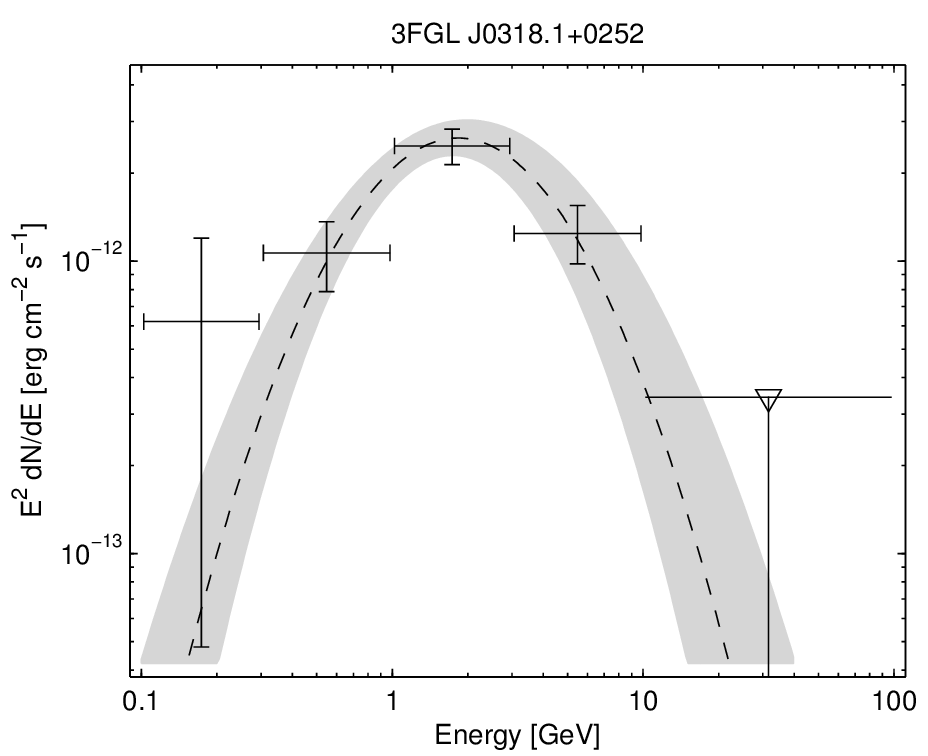 3FGL J0318.1+0252
E² dN/dE [erg cm⁻² s⁻¹]
10⁻¹²
10⁻¹³
0.1 1 10 100
Energy [GeV]